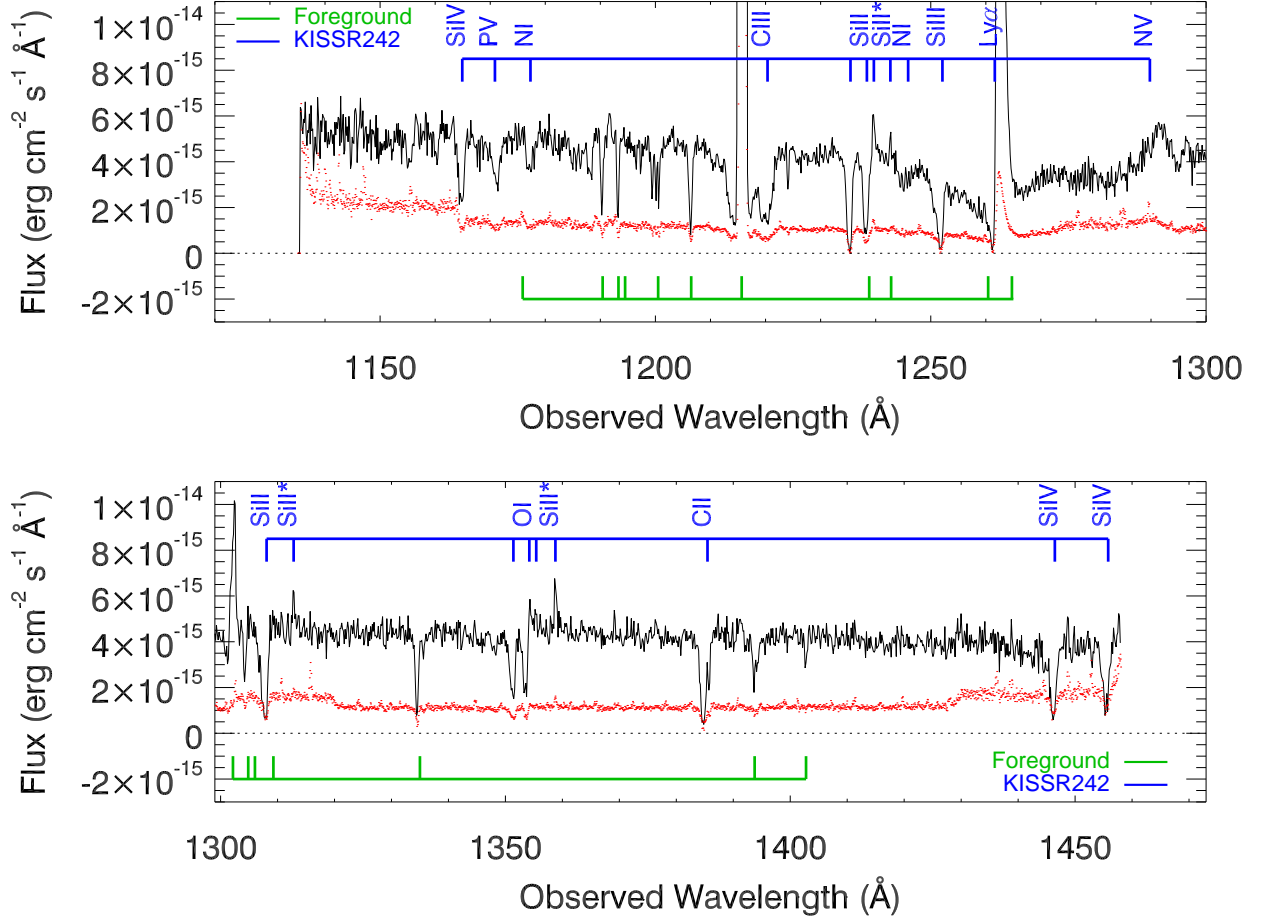 Foreground
KISSR242
SiIV PV NI CIII SiII SiII* NI SiIII Lyα NV
Flux (erg cm⁻² s⁻¹ Å⁻¹)
1×10⁻¹⁴
8×10⁻¹⁵
6×10⁻¹⁵
4×10⁻¹⁵
2×10⁻¹⁵
0
-2×10⁻¹⁵
1150 1200 1250 1300
Observed Wavelength (Å)
SiII SiII* OI SiII* CII SiIV SiIV
Flux (erg cm⁻² s⁻¹ Å⁻¹)
1×10⁻¹⁴
8×10⁻¹⁵
6×10⁻¹⁵
4×10⁻¹⁵
2×10⁻¹⁵
0
-2×10⁻¹⁵
Foreground
KISSR242
1300 1350 1400 1450
Observed Wavelength (Å)